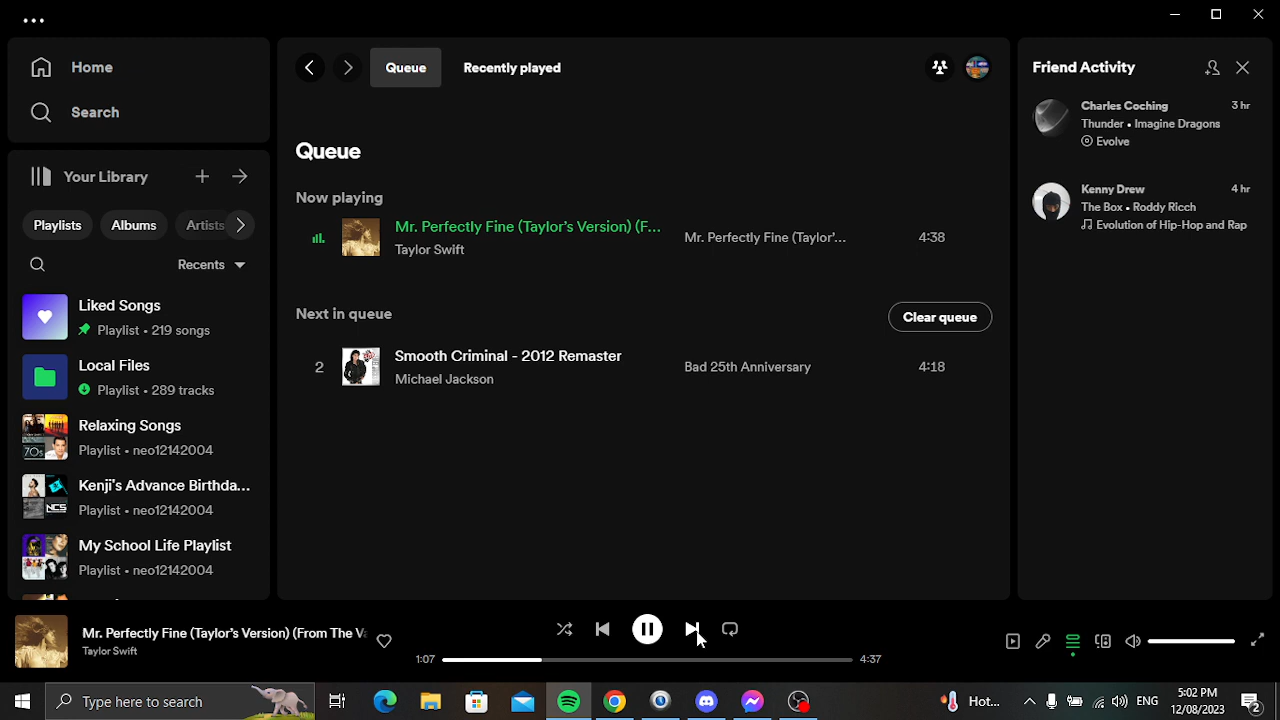 Home
Search
Your Library
Playlists
Albums
Artists
Recents
Liked Songs
Playlist • 219 songs
Local Files
Playlist • 289 tracks
Relaxing Songs
Playlist • neo12142004
Kenji's Advance Birthda...
Playlist • neo12142004
My School Life Playlist
Playlist • neo12142004
Queue
Recently played
Queue
Now playing
Mr. Perfectly Fine (Taylor's Version) (F...
Taylor Swift
Mr. Perfectly Fine (Taylor'...
4:38
Next in queue
Clear queue
2
Smooth Criminal - 2012 Remaster
Michael Jackson
Bad 25th Anniversary
4:18
Friend Activity
Charles Coching
3 hr
Thunder • Imagine Dragons
Evolve
Kenny Drew
4 hr
The Box • Roddy Ricch
Evolution of Hip-Hop and Rap
Mr. Perfectly Fine (Taylor's Version) (From The Va
Taylor Swift
1:07
4:37
Type here to search
Hot...
ENG
5:02 PM
12/08/2023
2